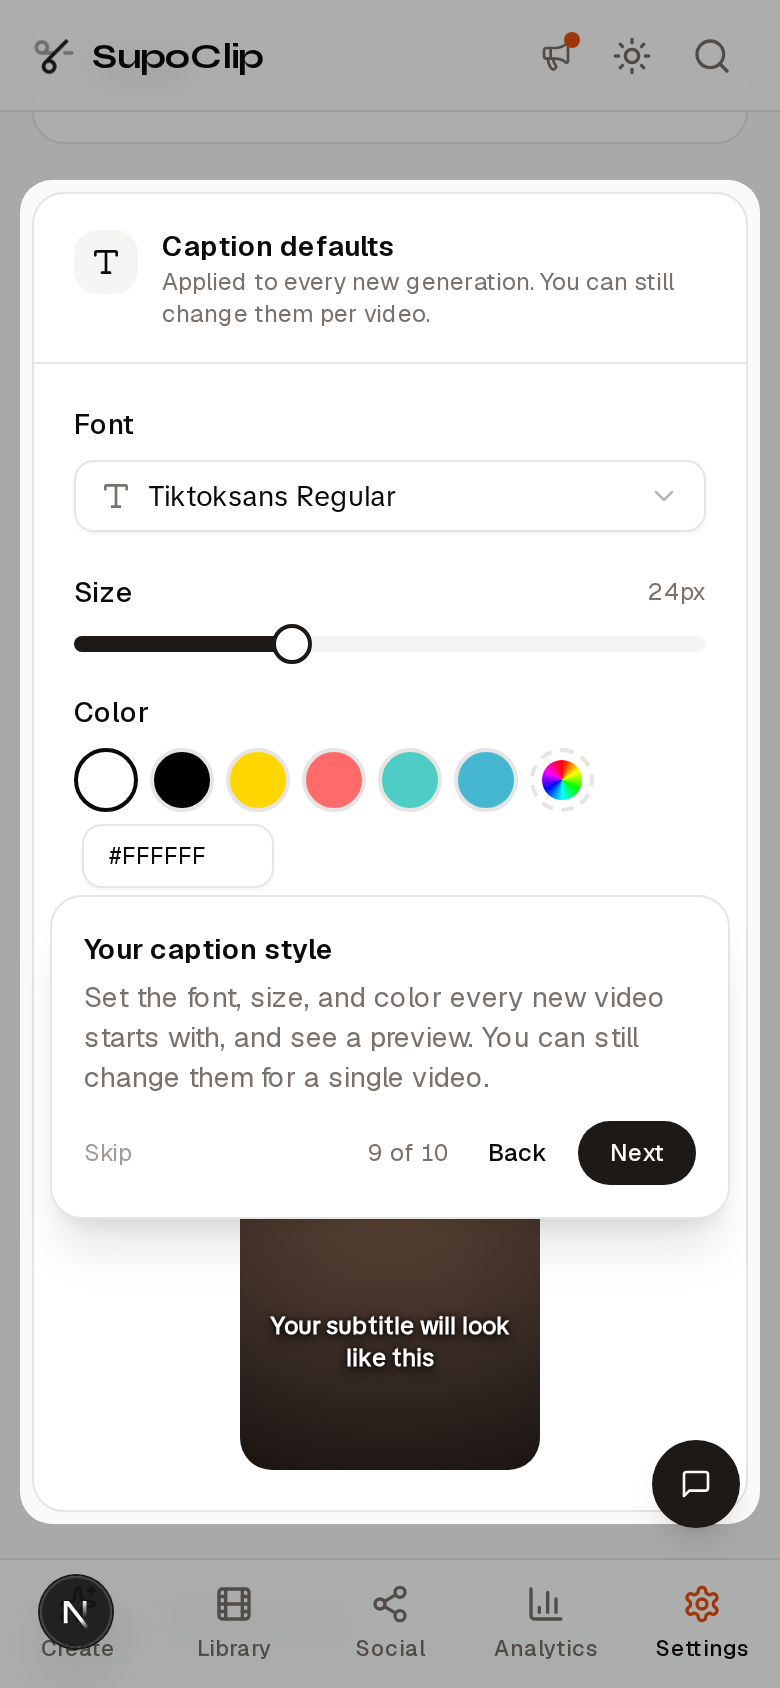 SupoClip
Caption defaults
Applied to every new generation. You can still
change them per video.
Font
Tiktoksans Regular
Size
24px
Color
#FFFFFF
Your caption style
Set the font, size, and color every new video
starts with, and see a preview. You can still
change them for a single video.
Skip
9 of 10
Back
Next
Your subtitle will look
like this
N
Create
Library
Social
Analytics
Settings